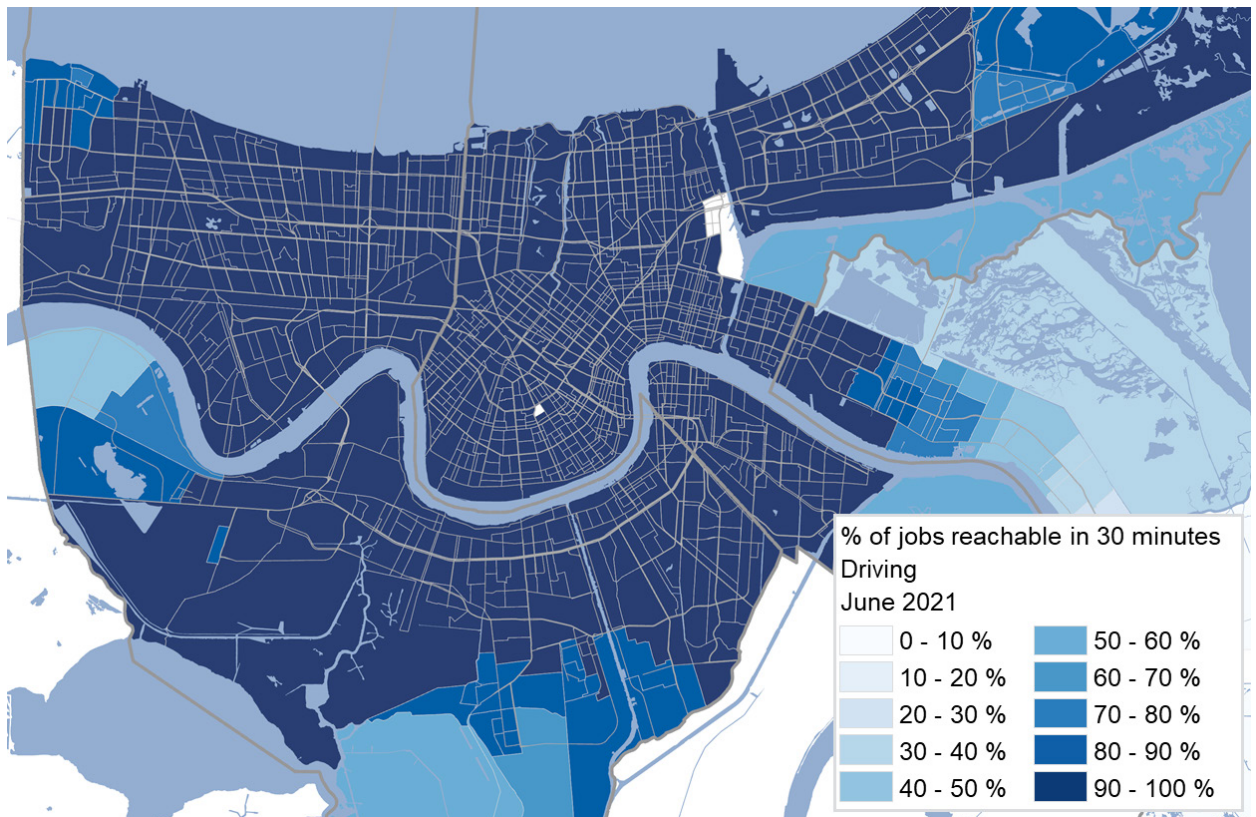 % of jobs reachable in 30 minutes
Driving
June 2021
0 - 10 %
10 - 20 %
20 - 30 %
30 - 40 %
40 - 50 %
50 - 60 %
60 - 70 %
70 - 80 %
80 - 90 %
90 - 100 %